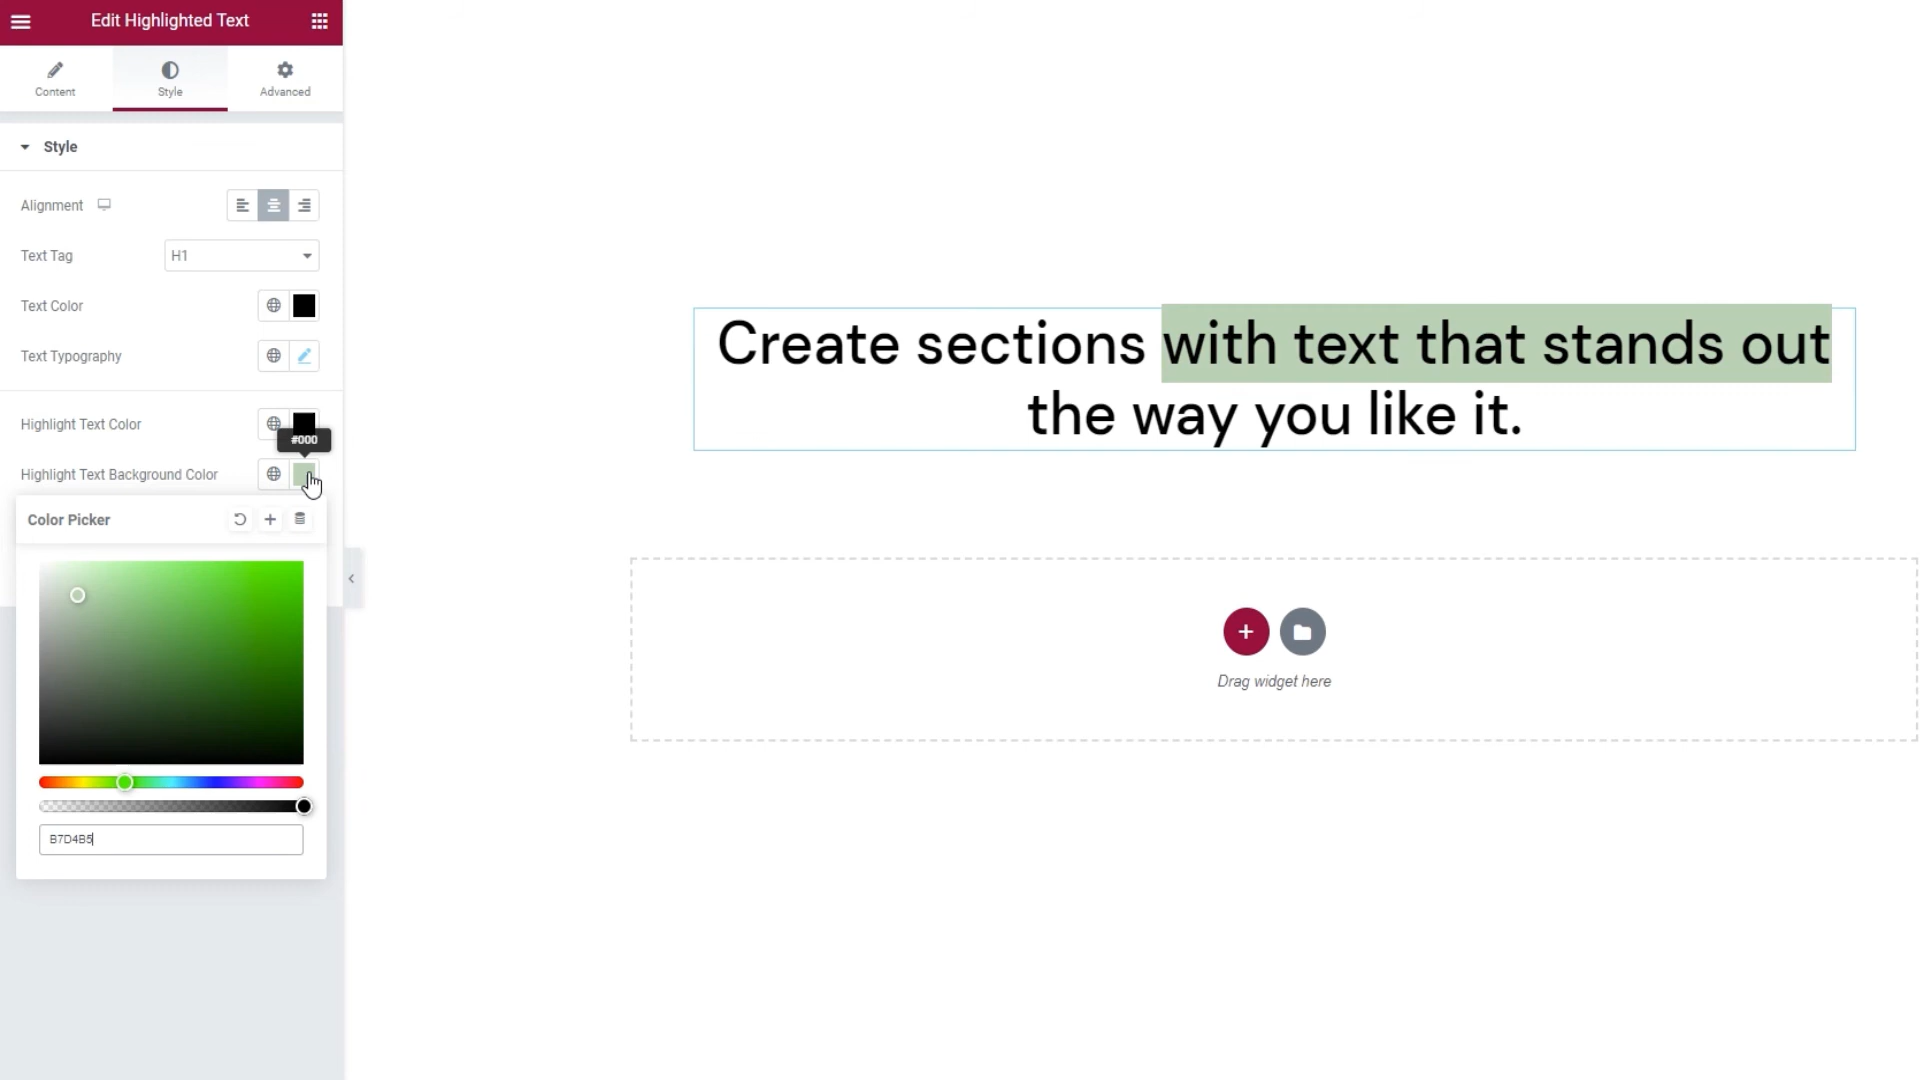 Edit Highlighted Text
Content
Style
Advanced
Style
Alignment
Text Tag
H1
Text Color
Text Typography
Highlight Text Color
#000
Highlight Text Background Color
Color Picker
B7D4B5
Create sections with text that stands out
the way you like it.
Drag widget here